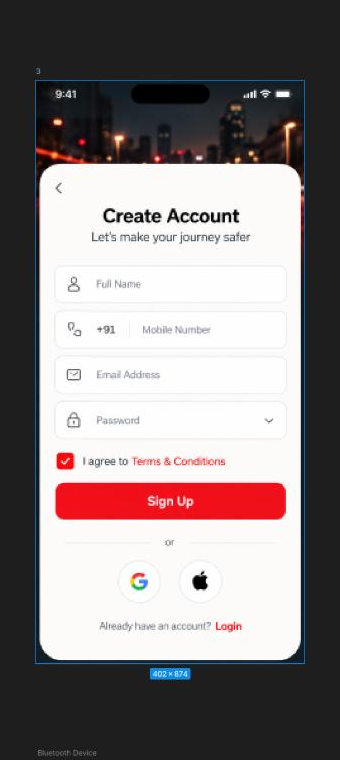 3
9:41
Create Account
Let's make your journey safer
Full Name
+91 Mobile Number
Email Address
Password
I agree to Terms & Conditions
Sign Up
or
Already have an account? Login
402 × 874
Bluetooth Device